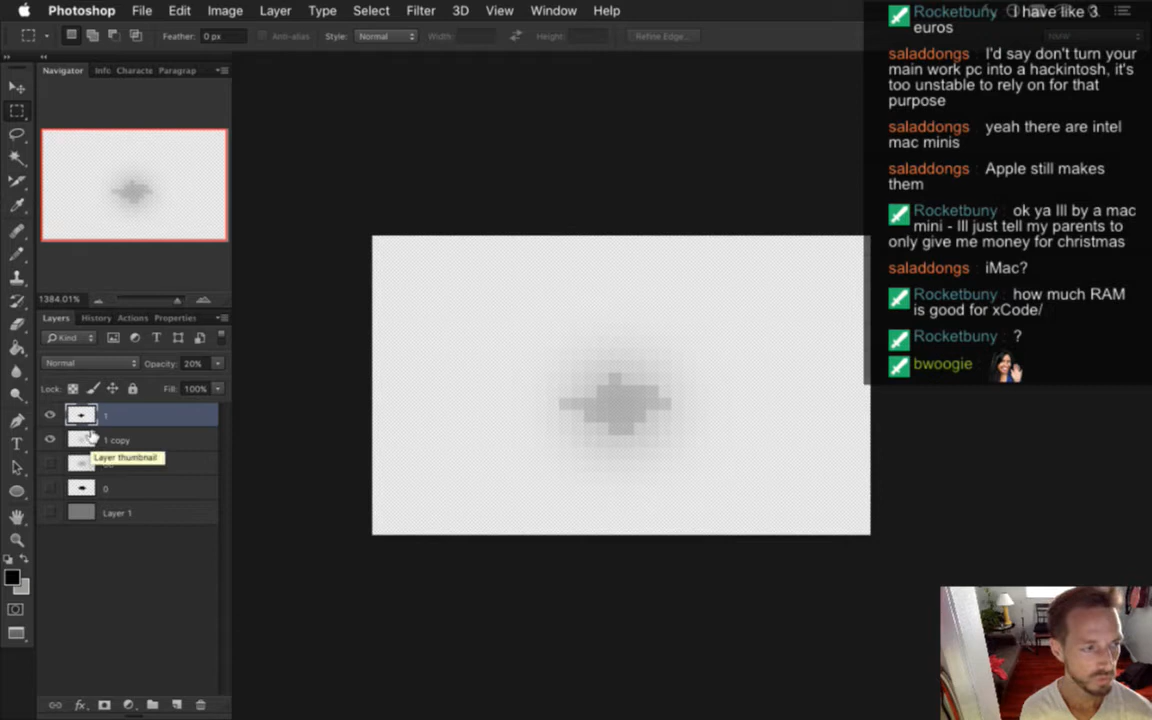 Photoshop File Edit Image Layer Type Select Filter 3D View Window Help
Feather: 0 px Anti-alias Style: Normal Width: Height: Refine Edge...
Navigator Info Characte Paragrap
1384.01%
Layers History Actions Properties
Kind
Normal Opacity: 20%
Lock: Fill: 100%
1
1 copy
Layer thumbnail
0
Layer 1
Rocketbuny : I have like 3
euros
saladdongs : I'd say don't turn your
main work pc into a hackintosh, it's
too unstable to rely on for that
purpose
saladdongs : yeah there are intel
mac minis
saladdongs : Apple still makes
them
Rocketbuny : ok ya Ill by a mac
mini - Ill just tell my parents to
only give me money for christmas
saladdongs : iMac?
Rocketbuny : how much RAM
is good for xCode/
Rocketbuny : ?
bwoogie :